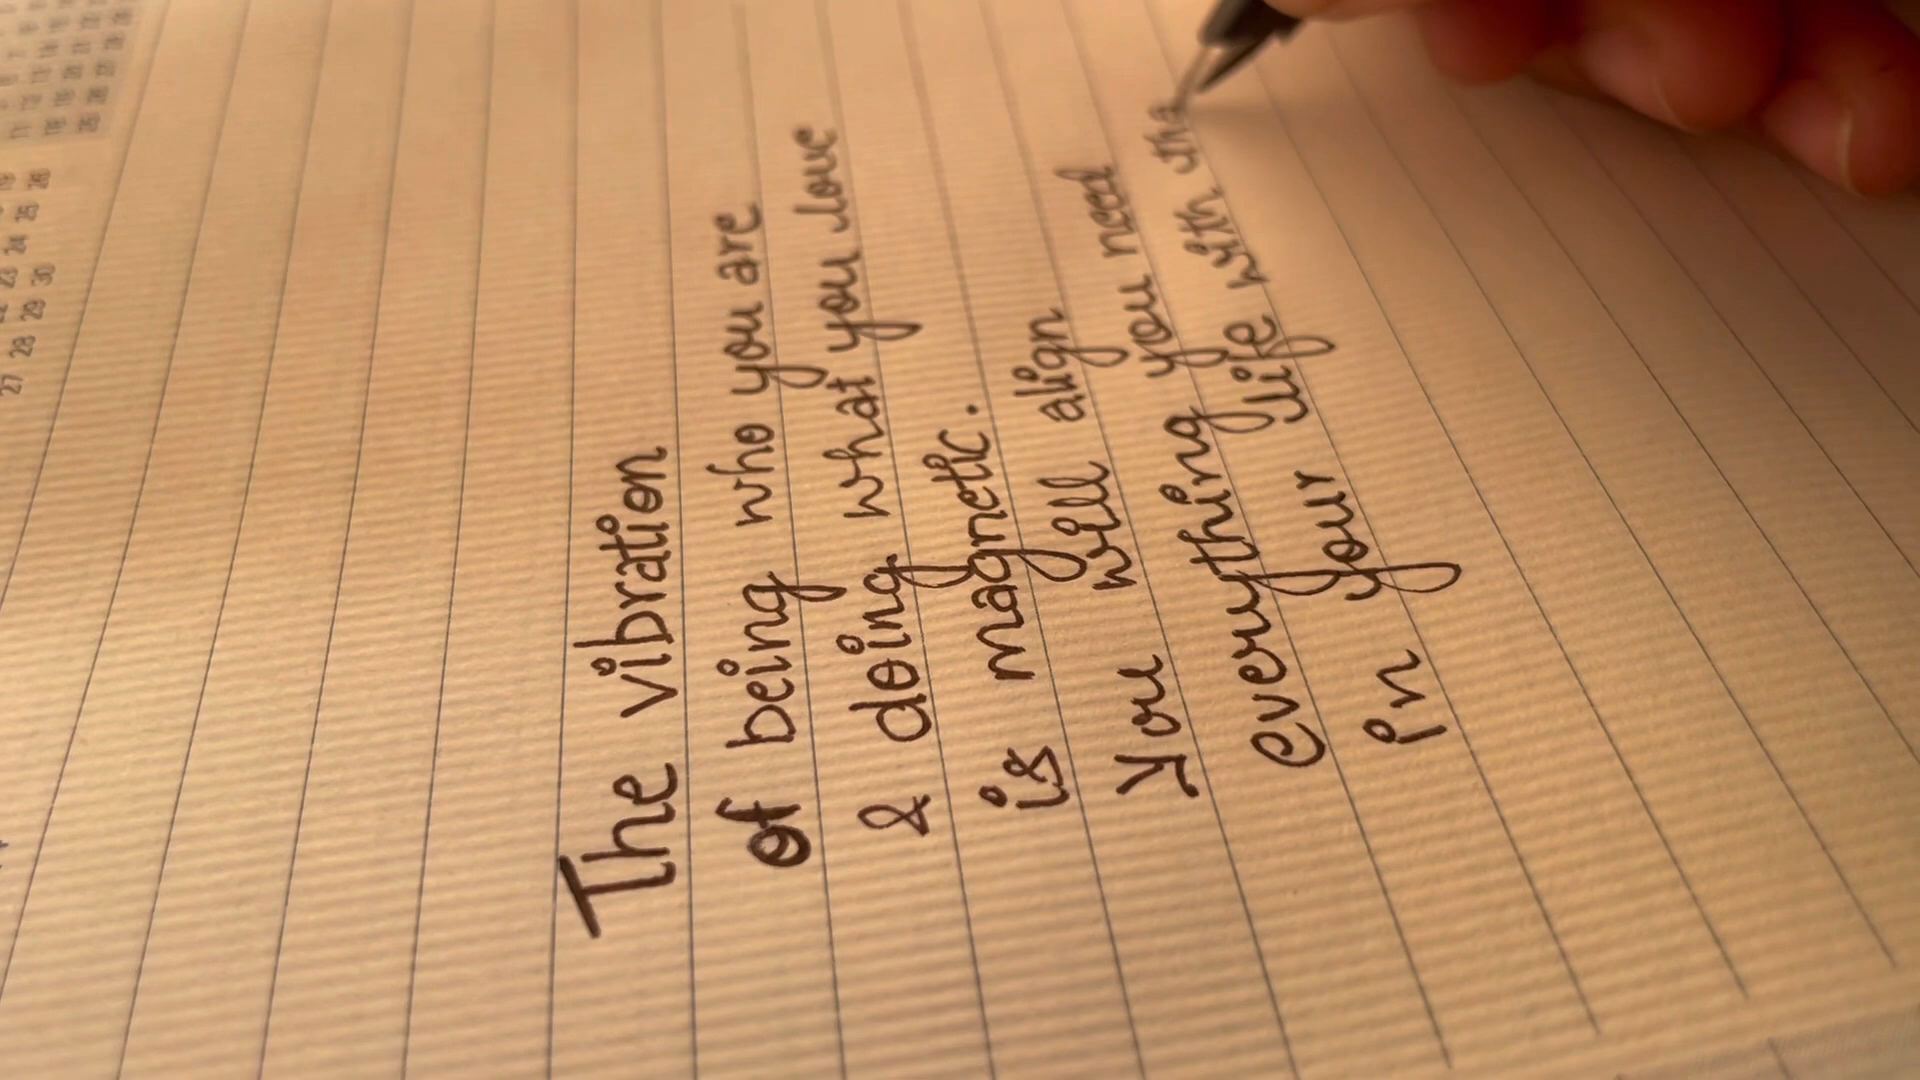 The vibration
of being who you are
& doing what you love
is magnetic.
You will align
everything you need
in your life with tha